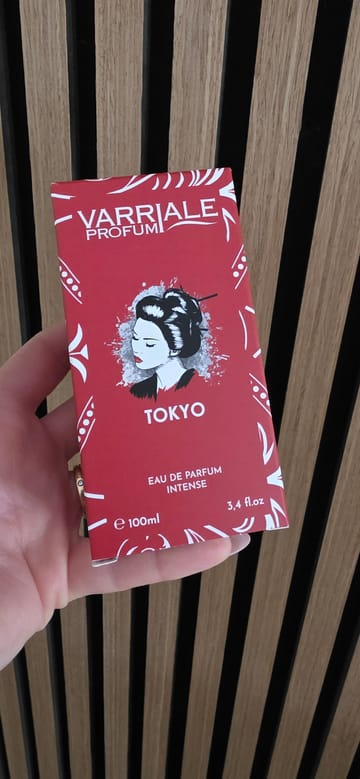 VARRIALE
PROFUMI
TOKYO
EAU DE PARFUM
INTENSE
℮ 100ml
3,4 fl.oz